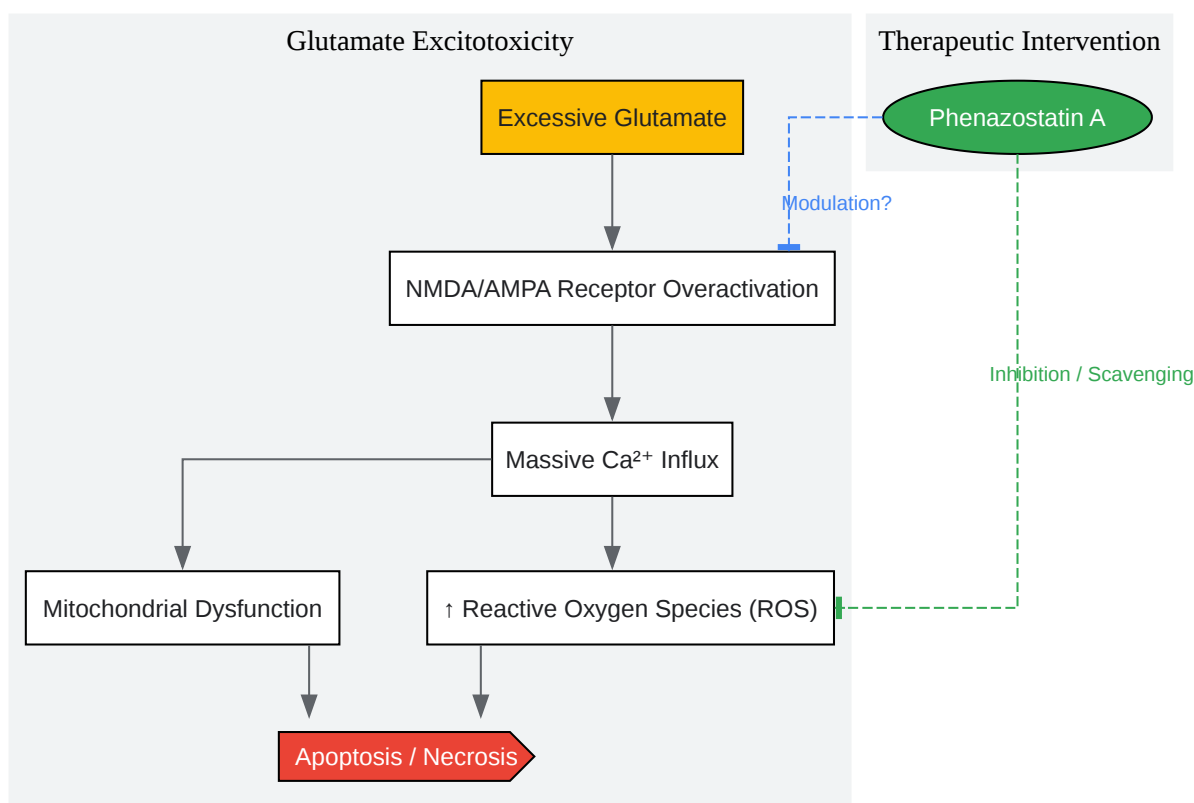 Glutamate Excitotoxicity
Therapeutic Intervention
Excessive Glutamate
Phenazostatin A
Modulation?
NMDA/AMPA Receptor Overactivation
Inhibition / Scavenging
Massive Ca²⁺ Influx
Mitochondrial Dysfunction
↑ Reactive Oxygen Species (ROS)
Apoptosis / Necrosis